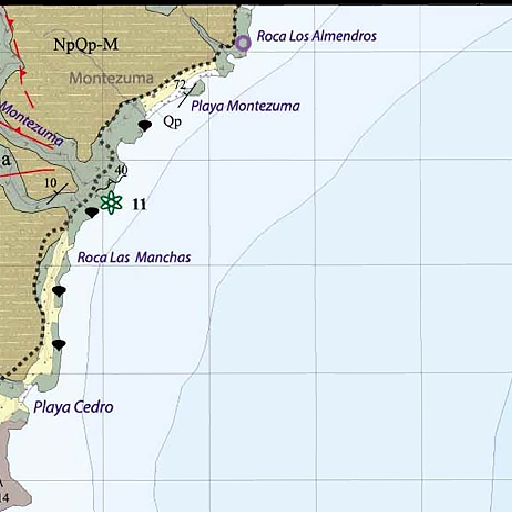 Roca Los Almendros
NpQp-M
Montezuma
72
Playa Montezuma
Montezuma
Qp
a
40
10
11
Roca Las Manchas
Playa Cedro
A
14